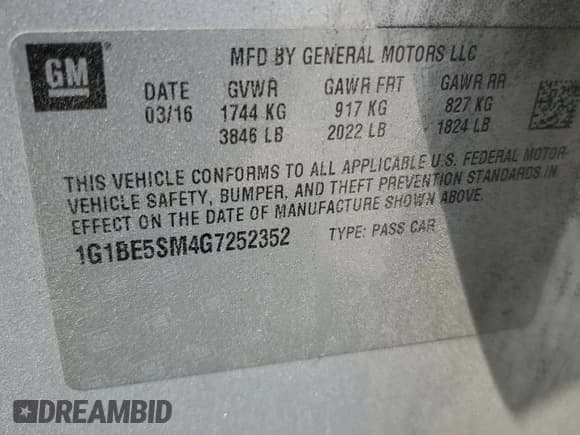 GM ®
MFD BY GENERAL MOTORS LLC
DATE GVWR GAWR FRT GAWR RR
03/16 1744 KG 917 KG 827 KG
3846 LB 2022 LB 1824 LB
THIS VEHICLE CONFORMS TO ALL APPLICABLE U.S. FEDERAL MOTOR-
VEHICLE SAFETY, BUMPER, AND THEFT PREVENTION STANDARDS IN
EFFECT ON THE DATE OF MANUFACTURE SHOWN ABOVE.
1G1BE5SM4G7252352 TYPE: PASS CAR
DREAMBID